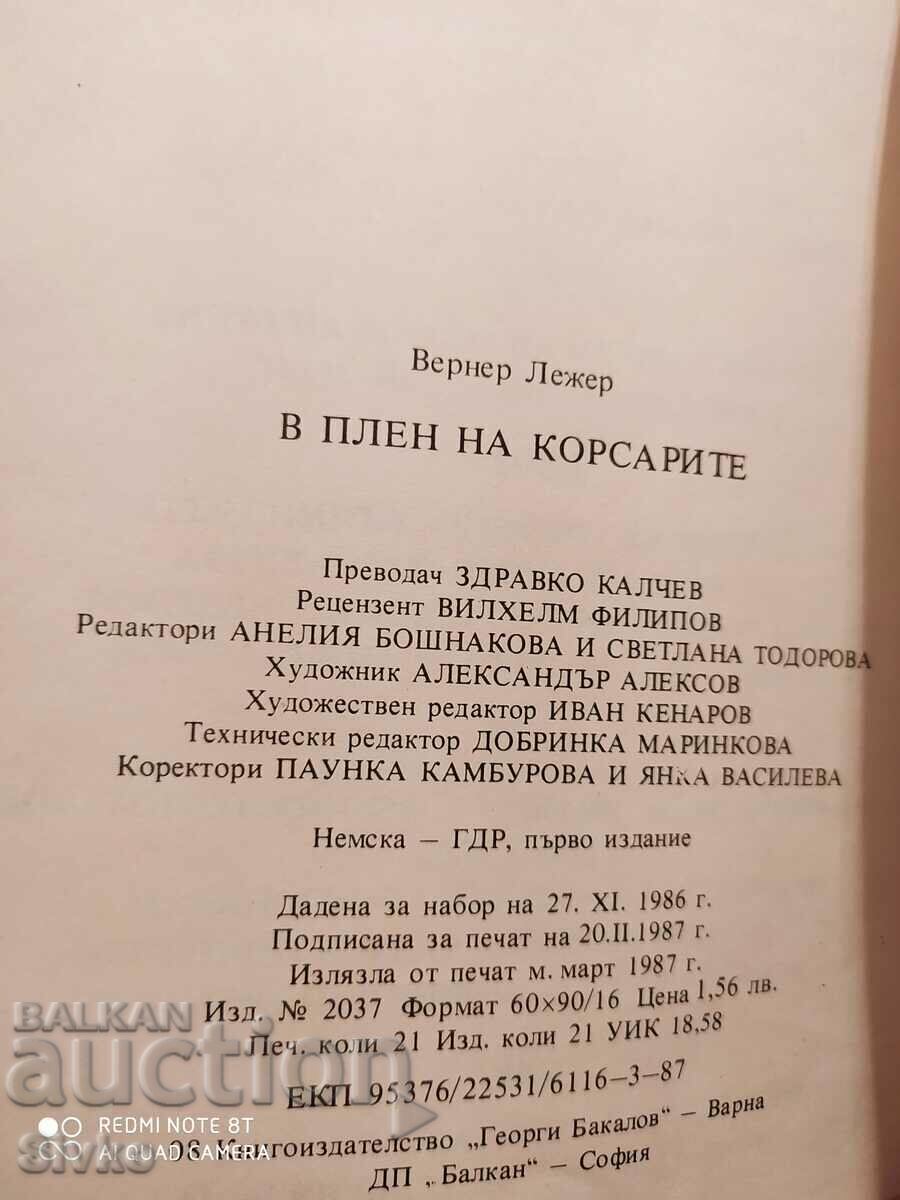 Вернер Лежер
В ПЛЕН НА КОРСАРИТЕ
Преводач ЗДРАВКО КАЛЧЕВ
Рецензент ВИЛХЕЛМ ФИЛИПОВ
Редактори АНЕЛИЯ БОШНАКОВА И СВЕТЛАНА ТОДОРОВА
Художник АЛЕКСАНДЪР АЛЕКСОВ
Художествен редактор ИВАН КЕНАРОВ
Технически редактор ДОБРИНКА МАРИНКОВА
Коректори ПАУНКА КАМБУРОВА И ЯНКА ВАСИЛЕВА
Немска – ГДР, първо издание
Дадена за набор на 27. XI. 1986 г.
Подписана за печат на 20.II.1987 г.
Излязла от печат м. март 1987 г.
Изд. № 2037 Формат 60×90/16 Цена 1,56 лв.
Печ. коли 21 Изд. коли 21 УИК 18,58
ЕКП 95376/22531/6116–3–87
08 Книгоиздателство „Георги Бакалов“ – Варна
ДП „Балкан“ – София
BALKAN
auction
REDMI NOTE 8T
AI QUAD CAMERA
Sivko